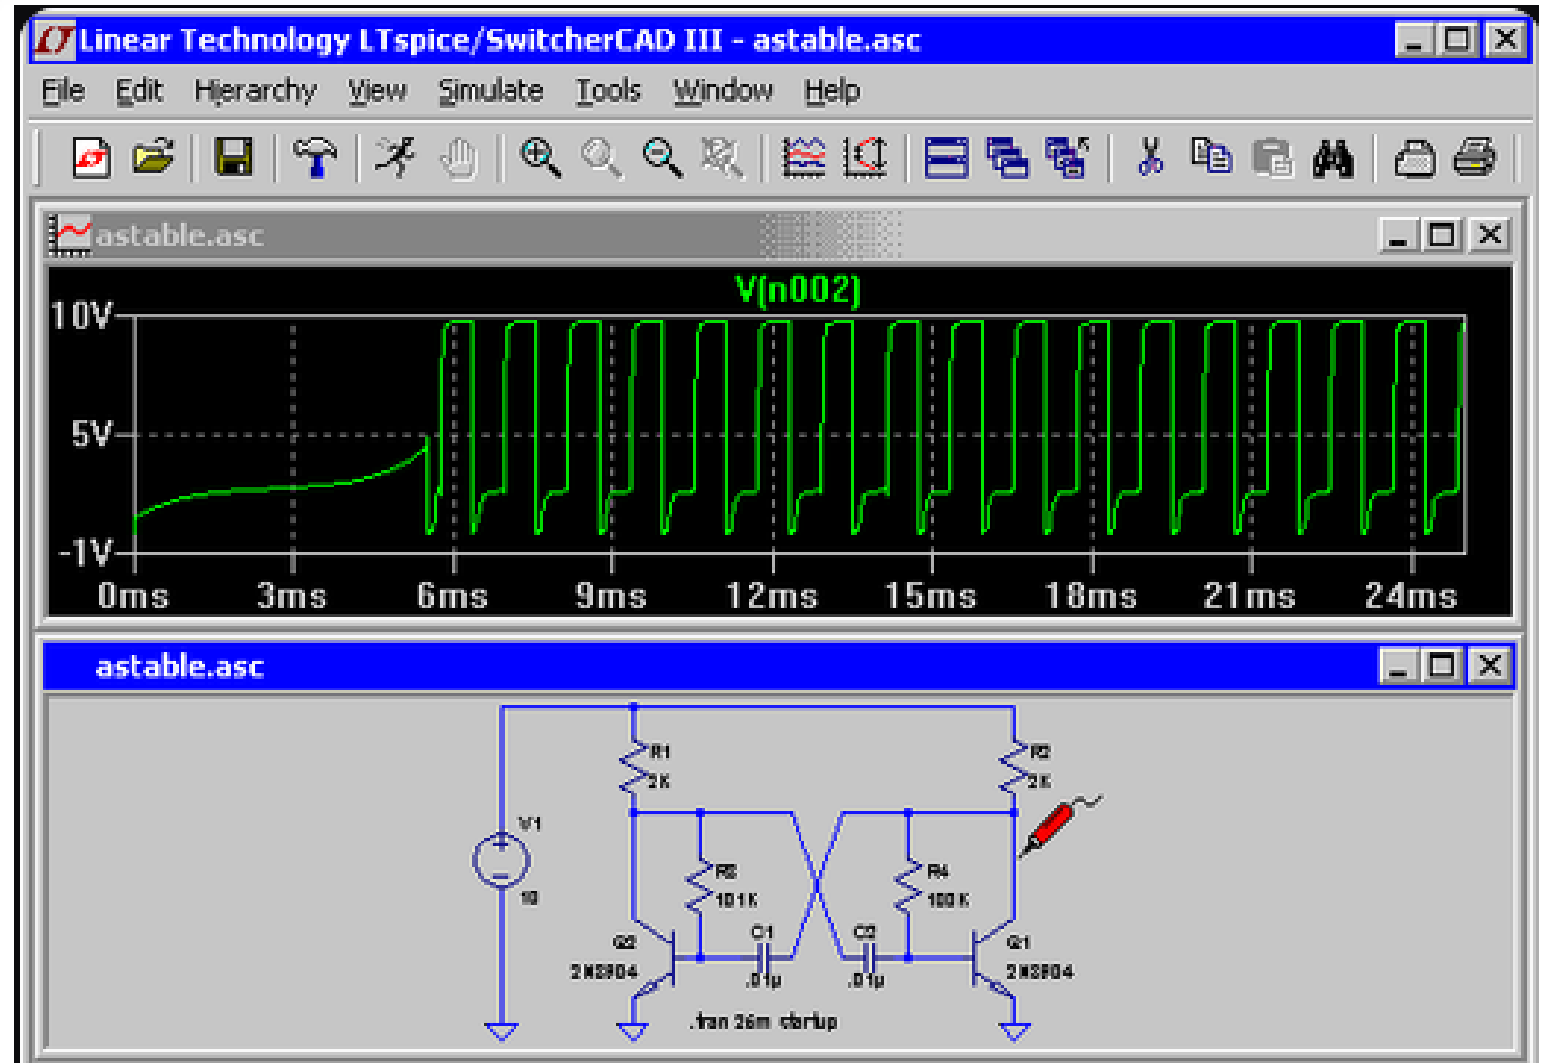 Linear Technology LTspice/SwitcherCAD III - astable.asc
File Edit Hierarchy View Simulate Tools Window Help
astable.asc
V(n002)
10V
5V
-1V
0ms 3ms 6ms 9ms 12ms 15ms 18ms 21ms 24ms
astable.asc
R1
2K
R2
2K
V1
10
R3
101K
R4
100K
C1
.01µ
C2
.01µ
Q2
2N3904
Q1
2N3904
.tran 26m startup